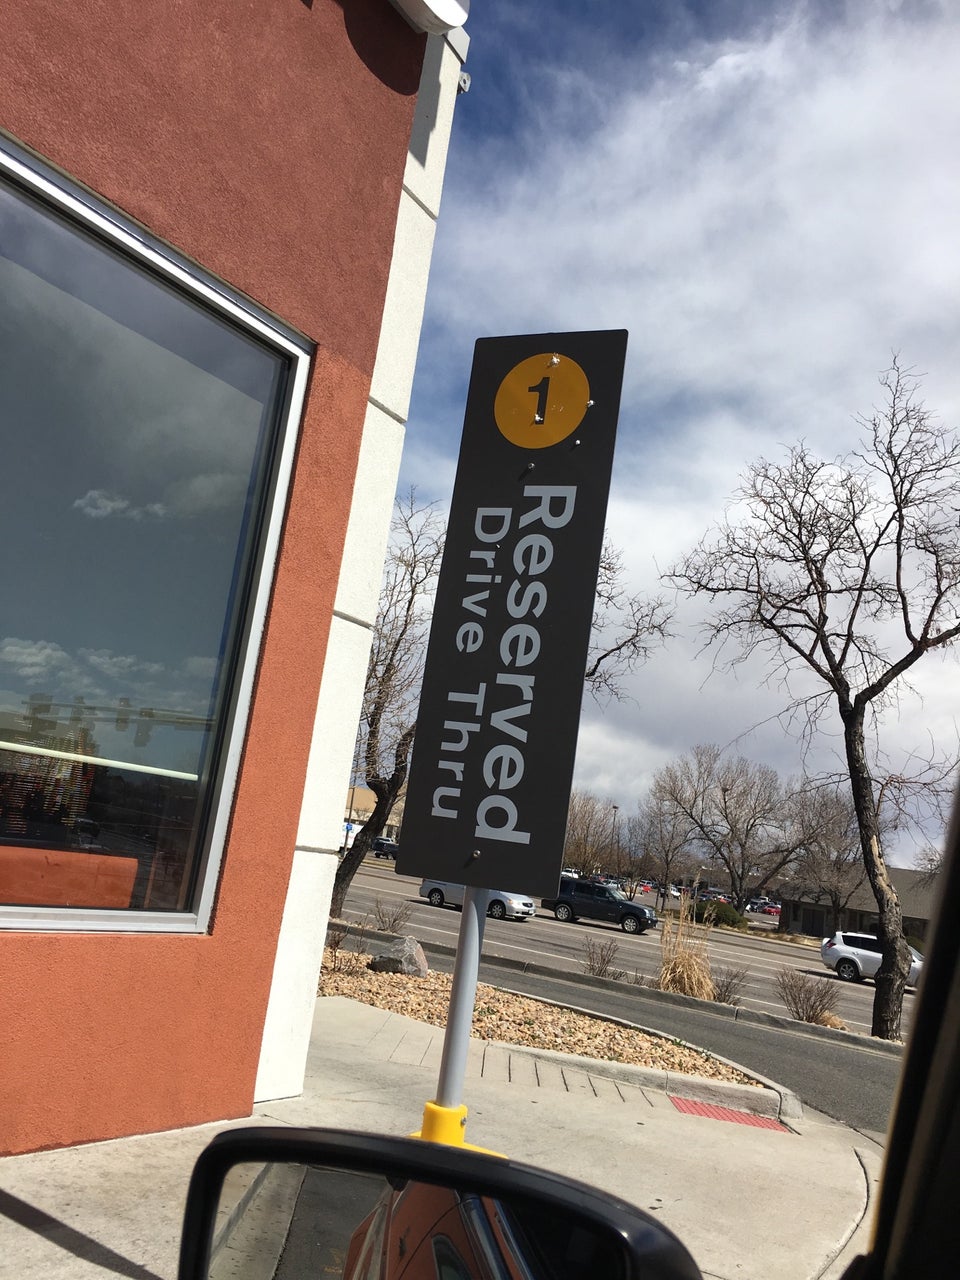 1
Reserved
Drive Thru